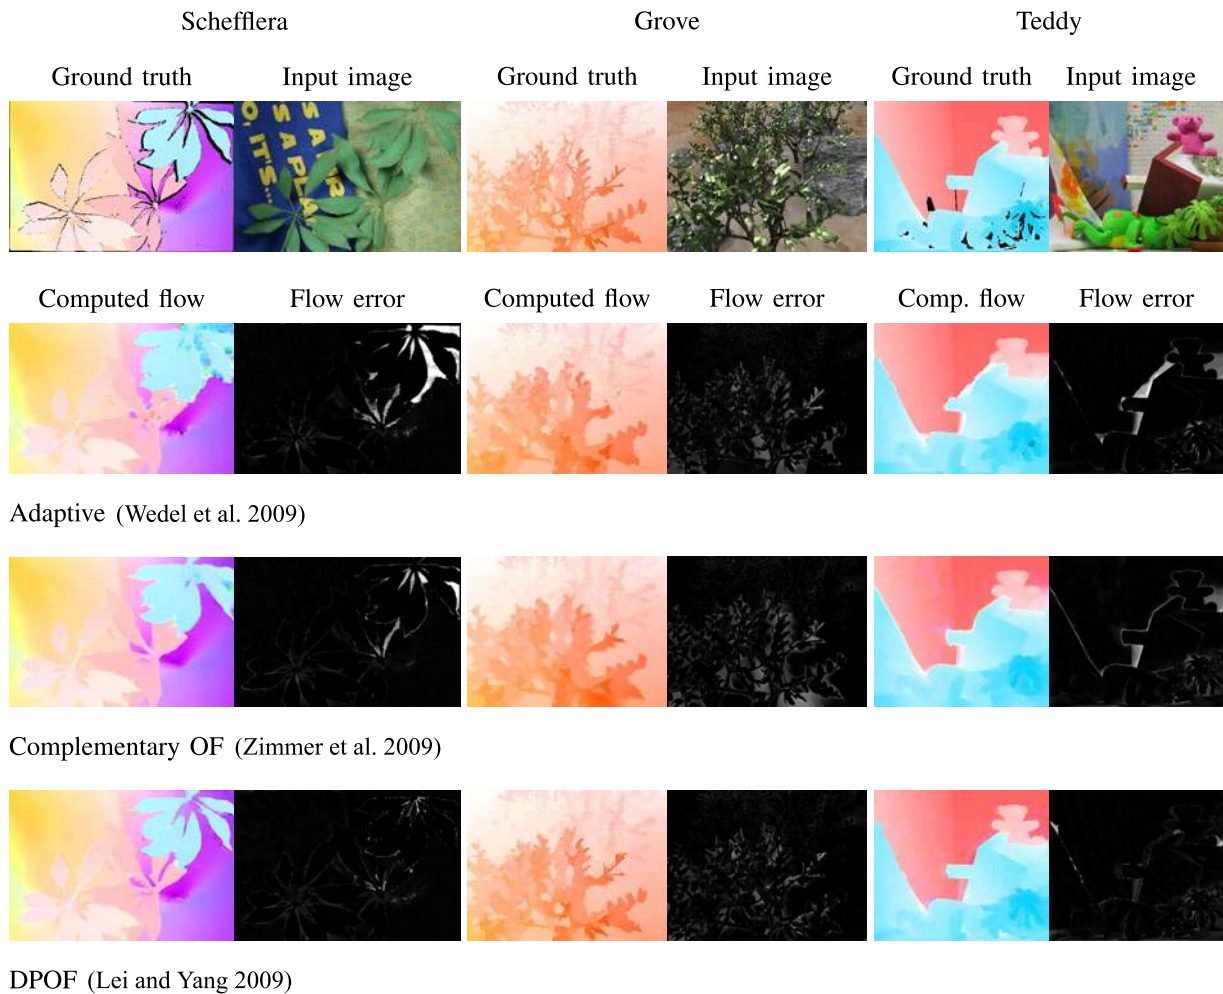 Schefflera Grove Teddy
Ground truth Input image Ground truth Input image Ground truth Input image
O, IT'S...
S A PLA
Computed flow Flow error Computed flow Flow error Comp. flow Flow error
Adaptive (Wedel et al. 2009)
Complementary OF (Zimmer et al. 2009)
DPOF (Lei and Yang 2009)